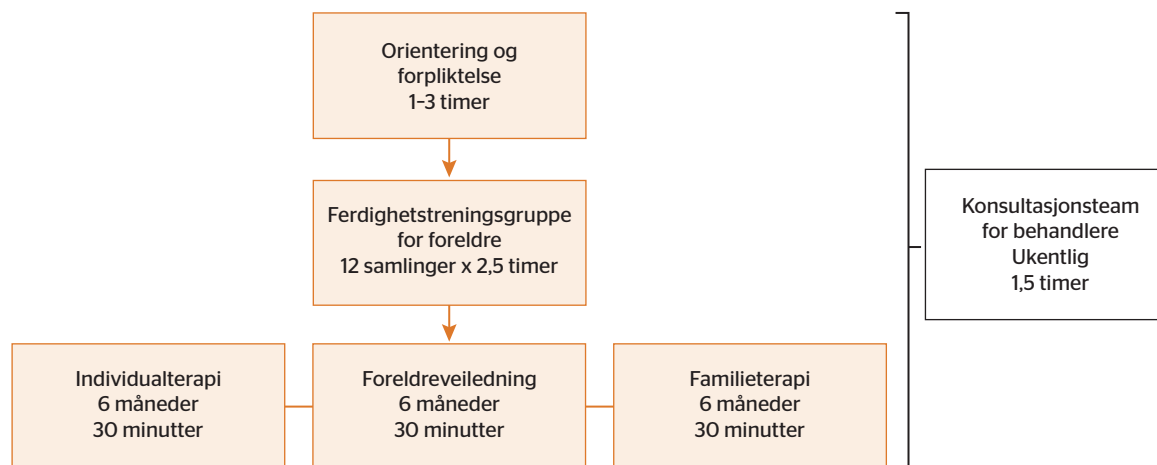 Orientering og
forpliktelse
1–3 timer
Ferdighetstreningsgruppe
for foreldre
12 samlinger x 2,5 timer
Konsultasjonsteam
for behandlere
Ukentlig
1,5 timer
Individualterapi
6 måneder
30 minutter
Foreldreveiledning
6 måneder
30 minutter
Familieterapi
6 måneder
30 minutter